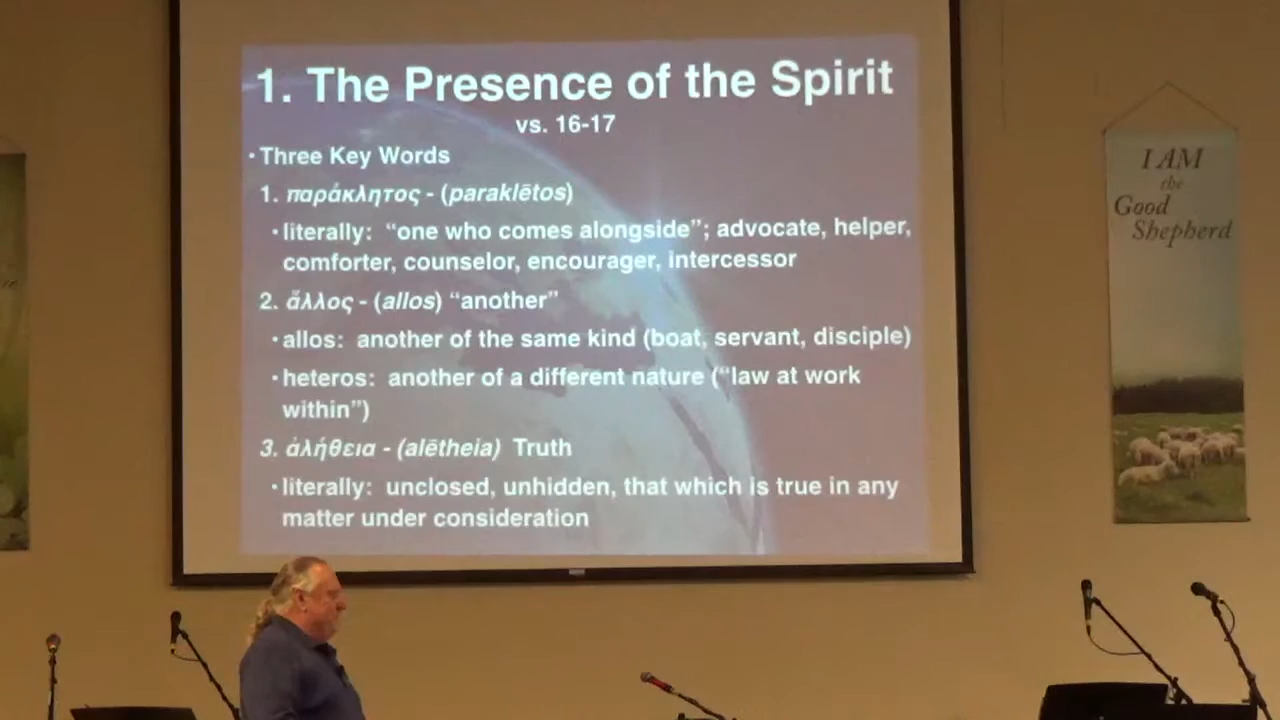 1. The Presence of the Spirit
vs. 16-17
• Three Key Words
1. παράκλητος - (paraklētos)
• literally: “one who comes alongside”; advocate, helper,
comforter, counselor, encourager, intercessor
2. ἄλλος - (allos) “another”
• allos: another of the same kind (boat, servant, disciple)
• heteros: another of a different nature (“law at work
within”)
3. ἀλήθεια - (alētheia) Truth
• literally: unclosed, unhidden, that which is true in any
matter under consideration
I AM
the
Good
Shepherd